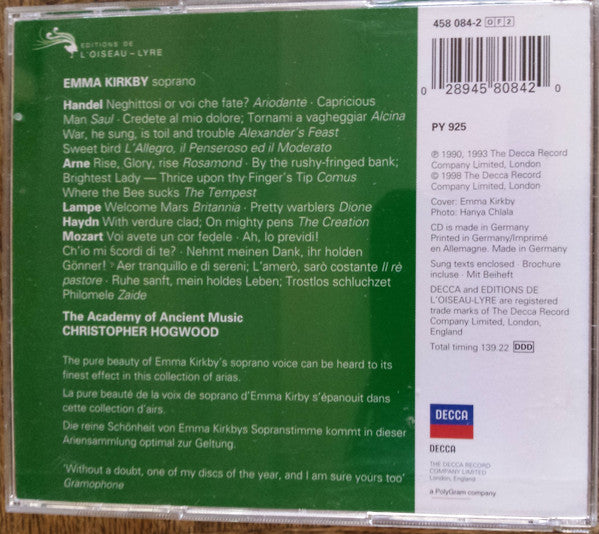 EDITIONS DE
L'OISEAU-LYRE
EMMA KIRKBY soprano
Handel Neghittosi or voi che fate? Ariodante · Capricious
Man Saul · Credete al mio dolore; Tornami a vagheggiar Alcina
War, he sung, is toil and trouble Alexander's Feast
Sweet bird L'Allegro, il Penseroso ed il Moderato
Arne Rise, Glory, rise Rosamond · By the rushy-fringed bank;
Brightest Lady — Thrice upon thy Finger's Tip Comus
Where the Bee sucks The Tempest
Lampe Welcome Mars Britannia · Pretty warblers Dione
Haydn With verdure clad; On mighty pens The Creation
Mozart Voi avete un cor fedele · Ah, lo previdi!
Ch'io mi scordi di te? · Nehmt meinen Dank, ihr holden
Gönner! · Aer tranquillo e di sereni; L'amerò, sarò costante Il rè
pastore · Ruhe sanft, mein holdes Leben; Trostlos schluchzet
Philomele Zaide
The Academy of Ancient Music
CHRISTOPHER HOGWOOD
The pure beauty of Emma Kirkby's soprano voice can be heard to its
finest effect in this collection of arias.
La pure beauté de la voix de soprano d'Emma Kirkby s'épanouit dans
cette collection d'airs.
Die reine Schönheit von Emma Kirkbys Sopranstimme kommt in dieser
Ariensammlung optimal zur Geltung.
'Without a doubt, one of my discs of the year, and I am sure yours too'
Gramophone
458 084-2 OF2
0 28945 80842 0
PY 925
℗ 1990, 1993 The Decca Record
Company Limited, London
© 1998 The Decca Record
Company Limited, London
Cover: Emma Kirkby
Photo: Hanya Chlala
CD is made in Germany
Printed in Germany/Imprimé
en Allemagne. Made in Germany
Sung texts enclosed · Brochure
incluse · Mit Beiheft
DECCA and EDITIONS DE
L'OISEAU-LYRE are registered
trade marks of The Decca Record
Company Limited, London,
England
Total timing 139.22 DDD
DECCA
DECCA
THE DECCA RECORD
COMPANY LIMITED
London, England
a PolyGram company